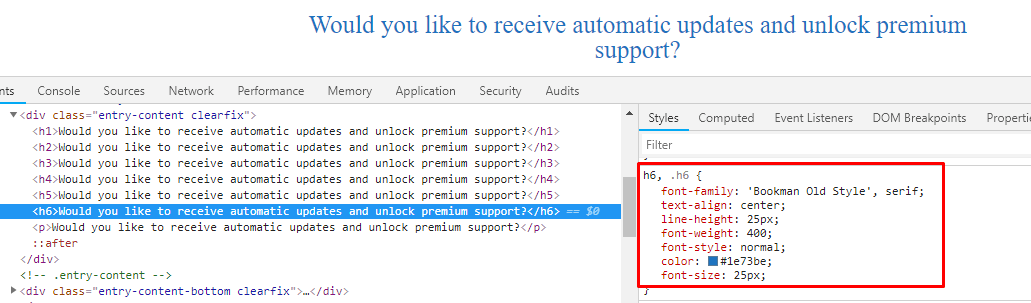 Would you like to receive automatic updates and unlock premium
support?
nts Console Sources Network Performance Memory Application Security Audits
▼<div class="entry-content clearfix">
<h1>Would you like to receive automatic updates and unlock premium support?</h1>
<h2>Would you like to receive automatic updates and unlock premium support?</h2>
<h3>Would you like to receive automatic updates and unlock premium support?</h3>
<h4>Would you like to receive automatic updates and unlock premium support?</h4>
<h5>Would you like to receive automatic updates and unlock premium support?</h5>
<h6>Would you like to receive automatic updates and unlock premium support?</h6> == $0
<p>Would you like to receive automatic updates and unlock premium support?</p>
::after
</div>
<!-- .entry-content -->
▶<div class="entry-content-bottom clearfix">…</div>
Styles Computed Event Listeners DOM Breakpoints Propertie
Filter
}
h6, .h6 {
font-family: 'Bookman Old Style', serif;
text-align: center;
line-height: 25px;
font-weight: 400;
font-style: normal;
color: #1e73be;
font-size: 25px;
}